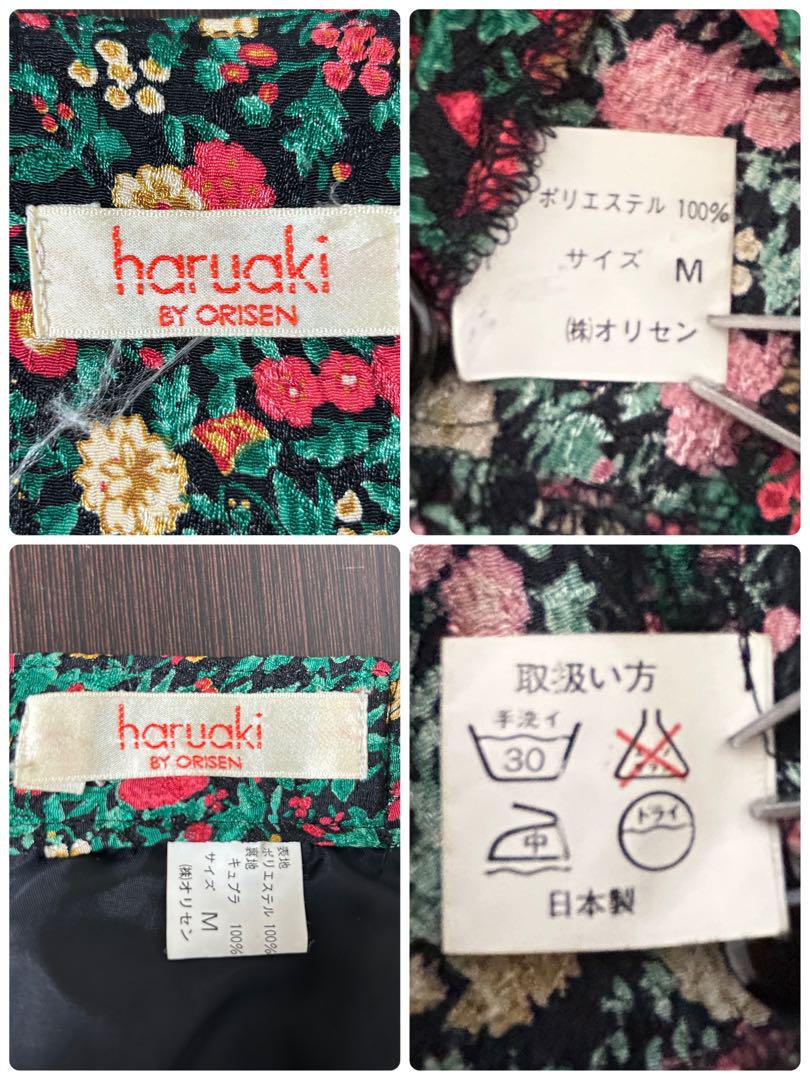 haruaki
BY ORISEN
ポリエステル 100%
サイズ M
㈱オリセン
haruaki
BY ORISEN
表地
ポリエステル 100%
裏地
キュプラ 100%
サイズ M
㈱オリセン
取扱い方
手洗イ
30
中
ドライ
日本製